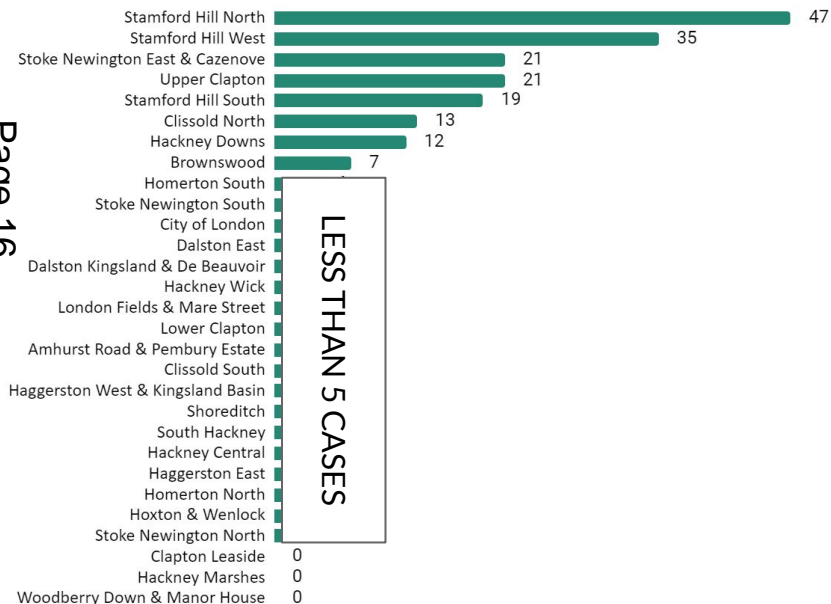 Stamford Hill North 47
Stamford Hill West 35
Stoke Newington East & Cazenove 21
Upper Clapton 21
Stamford Hill South 19
Clissold North 13
Hackney Downs 12
Brownswood 7
Homerton South
Stoke Newington South
City of London
Dalston East
Dalston Kingsland & De Beauvoir
Hackney Wick
London Fields & Mare Street
Lower Clapton
Amhurst Road & Pembury Estate
Clissold South
Haggerston West & Kingsland Basin
Shoreditch
South Hackney
Hackney Central
Haggerston East
Homerton North
Hoxton & Wenlock
Stoke Newington North
Clapton Leaside 0
Hackney Marshes 0
Woodberry Down & Manor House 0
LESS THAN 5 CASES
Page 16